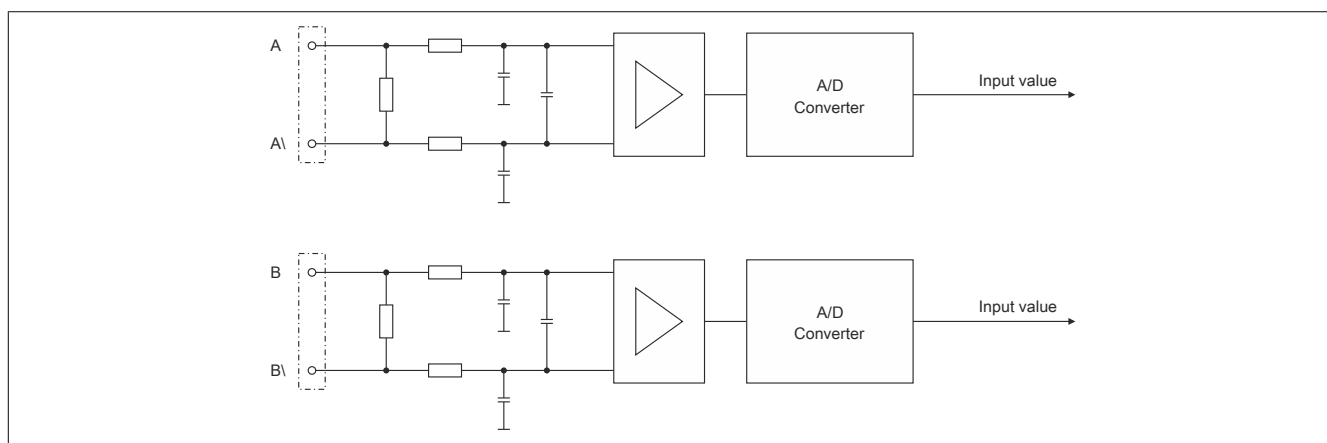 A
A\
A/D
Converter
Input value
B
B\
A/D
Converter
Input value